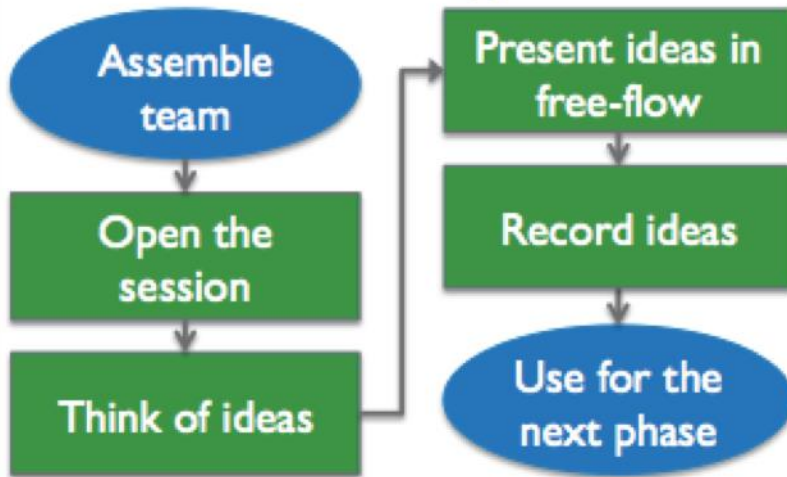 Assemble
team
Open the
session
Think of ideas
Present ideas in
free-flow
Record ideas
Use for the
next phase